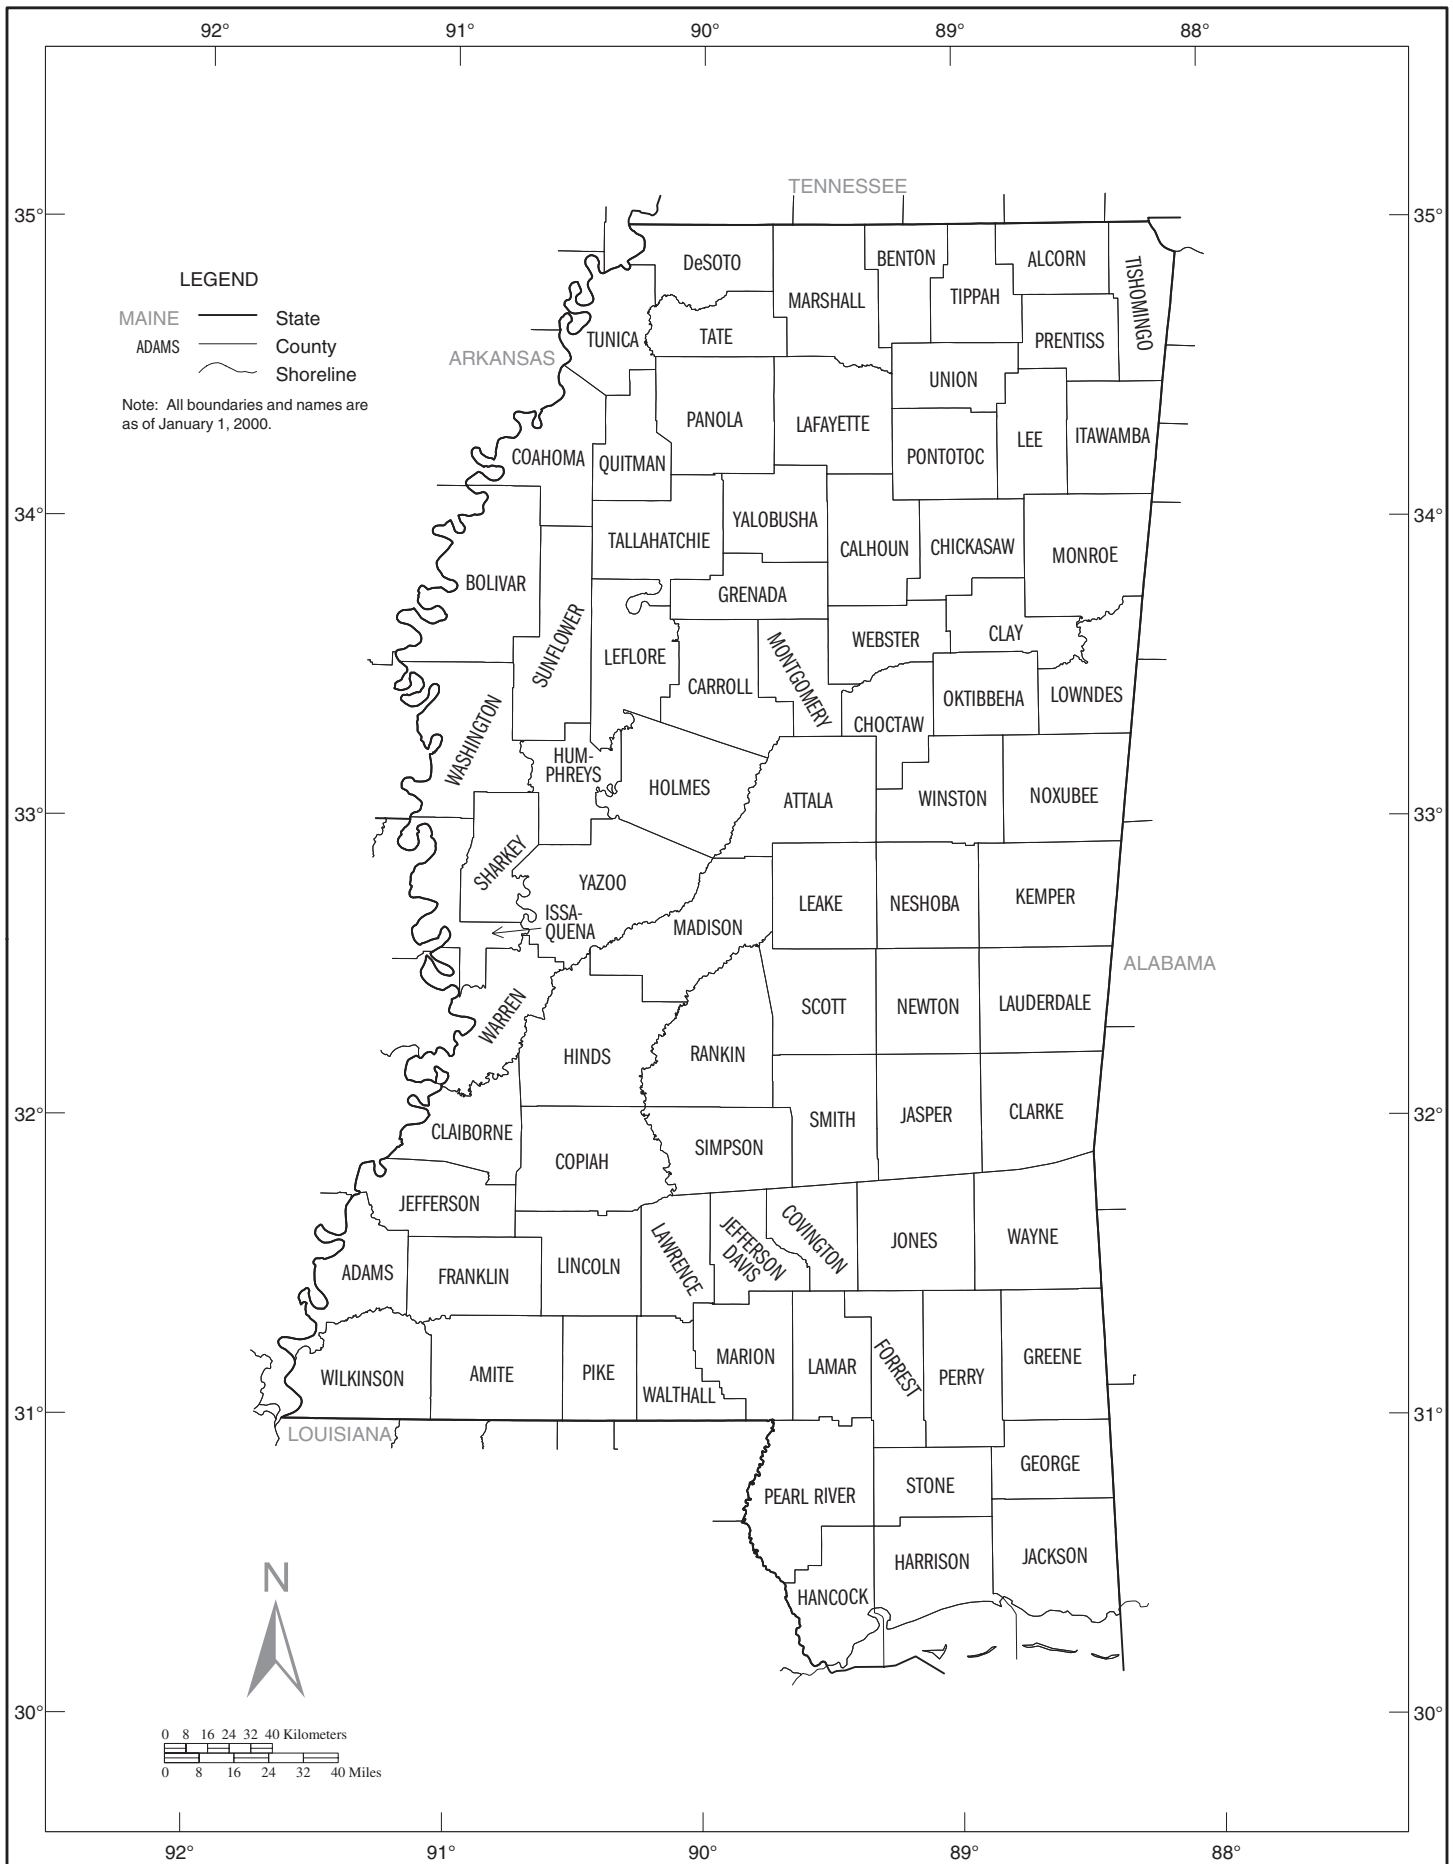 92° 91° 90° 89° 88°
TENNESSEE
35° 35°
DeSOTO BENTON ALCORN TISHOMINGO
LEGEND
MARSHALL TIPPAH
MAINE State
TUNICA TATE PRENTISS
ADAMS County
ARKANSAS
Shoreline
UNION
Note: All boundaries and names are
as of January 1, 2000.
PANOLA LAFAYETTE LEE ITAWAMBA
COAHOMA QUITMAN PONTOTOC
34° 34°
TALLAHATCHIE YALOBUSHA CALHOUN CHICKASAW MONROE
BOLIVAR GRENADA
SUNFLOWER LEFLORE MONTGOMERY WEBSTER CLAY
CARROLL OKTIBBEHA LOWNDES
WASHINGTON CHOCTAW
HUM-
PHREYS
HOLMES ATTALA WINSTON NOXUBEE
33° 33°
SHARKEY YAZOO LEAKE NESHOBA KEMPER
ISSA-
QUENA
MADISON
ALABAMA
WARREN SCOTT NEWTON LAUDERDALE
HINDS RANKIN
32° 32°
CLAIBORNE SMITH JASPER CLARKE
COPIAH SIMPSON
JEFFERSON
LAWRENCE JEFFERSON
DAVIS
COVINGTON JONES WAYNE
ADAMS FRANKLIN LINCOLN
WILKINSON AMITE PIKE MARION LAMAR FORREST PERRY GREENE
WALTHALL
31° 31°
LOUISIANA
GEORGE
PEARL RIVER STONE
N
HARRISON JACKSON
HANCOCK
30° 30°
0 8 16 24 32 40 Kilometers
0 8 16 24 32 40 Miles
92° 91° 90° 89° 88°